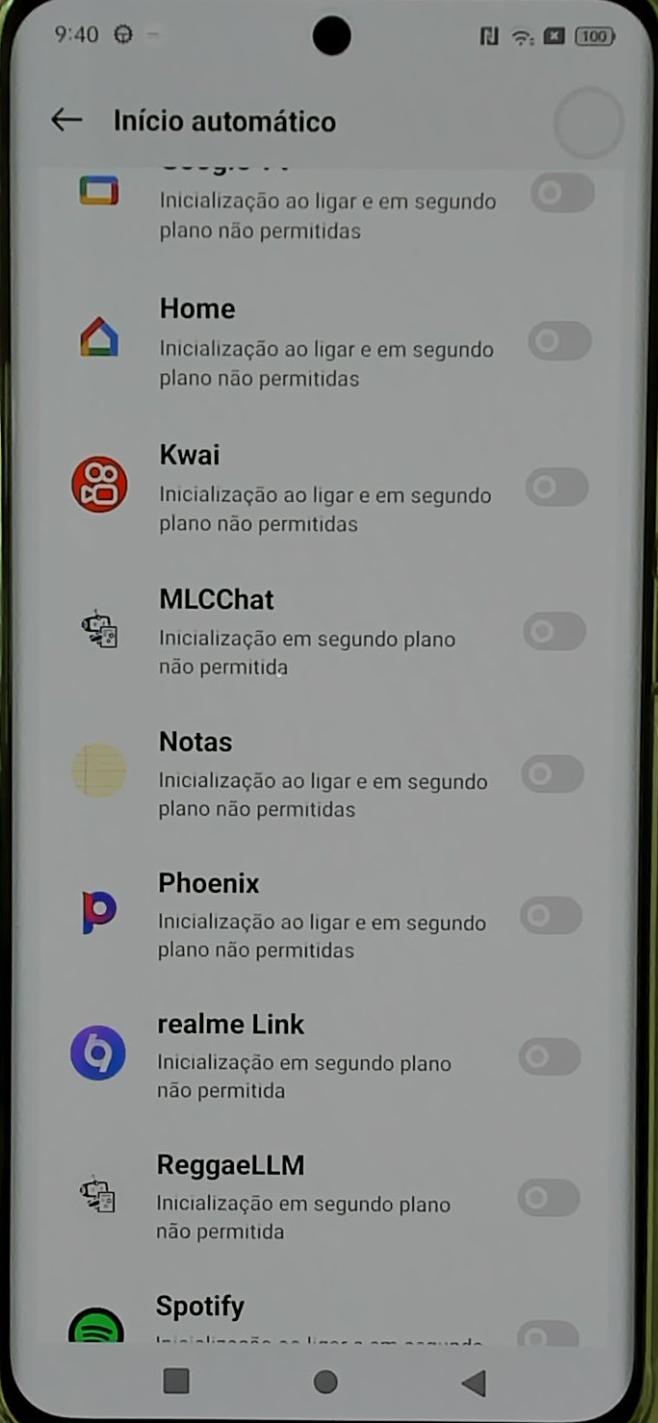 9:40
100
Início automático
Inicialização ao ligar e em segundo
plano não permitidas
Home
Inicialização ao ligar e em segundo
plano não permitidas
Kwai
Inicialização ao ligar e em segundo
plano não permitidas
MLCChat
Inicialização em segundo plano
não permitida
Notas
Inicialização ao ligar e em segundo
plano não permitidas
Phoenix
Inicialização ao ligar e em segundo
plano não permitidas
realme Link
Inicialização em segundo plano
não permitida
ReggaeLLM
Inicialização em segundo plano
não permitida
Spotify